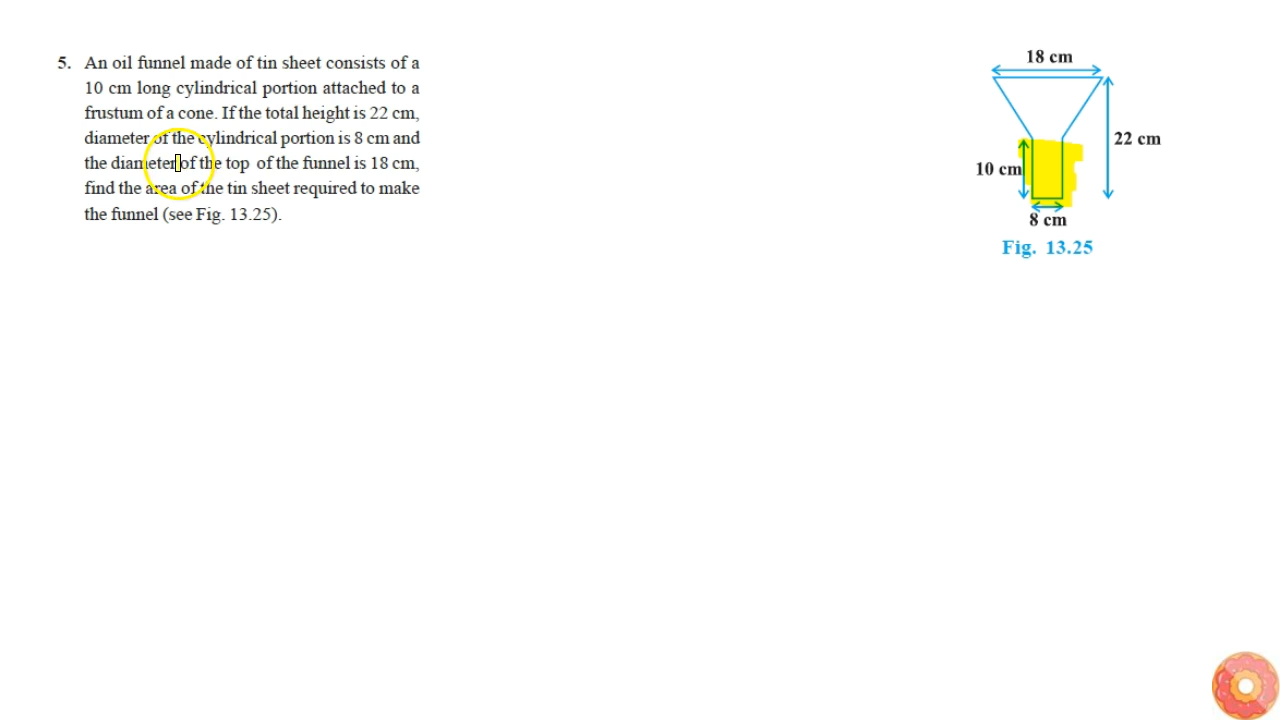 5. An oil funnel made of tin sheet consists of a
10 cm long cylindrical portion attached to a
frustum of a cone. If the total height is 22 cm,
diameter of the cylindrical portion is 8 cm and
the diameter of the top of the funnel is 18 cm,
find the area of the tin sheet required to make
the funnel (see Fig. 13.25).
18 cm
22 cm
10 cm
8 cm
Fig. 13.25